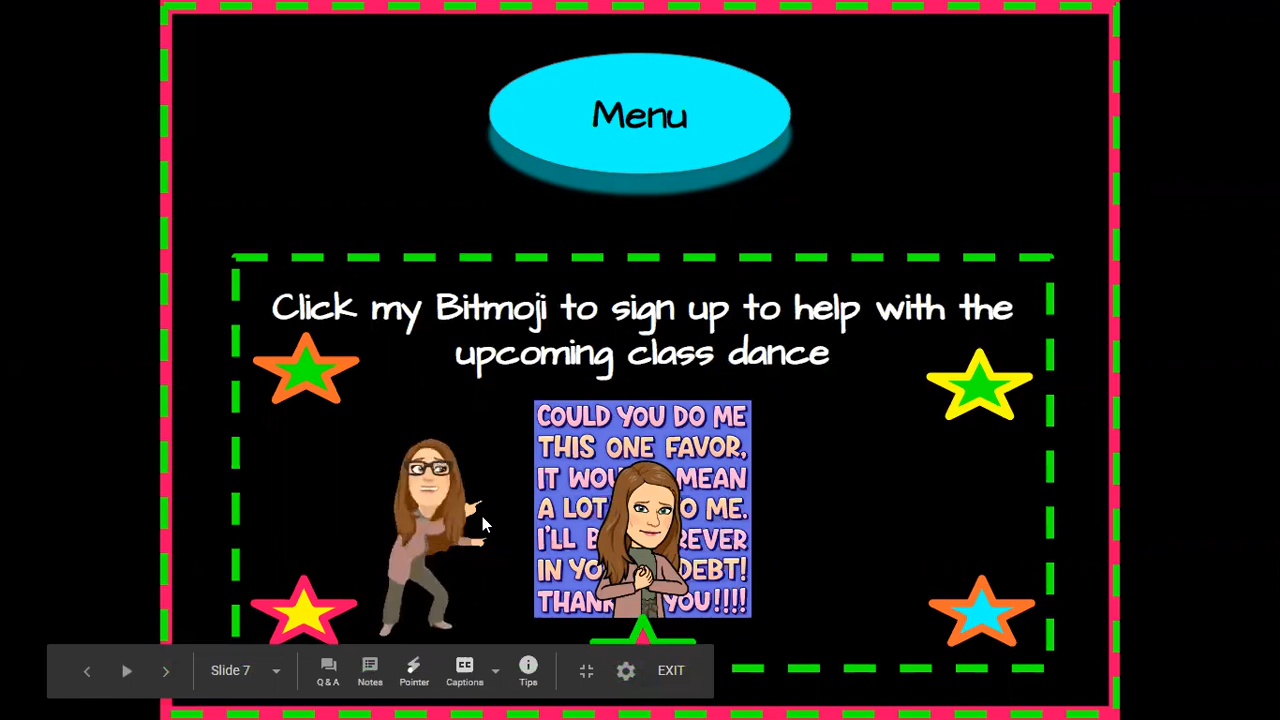 Menu
Click my Bitmoji to sign up to help with the
upcoming class dance
COULD YOU DO ME
THIS ONE FAVOR,
IT WOU MEAN
A LOT O ME.
I'LL B REVER
IN YO DEBT!
THAN YOU!!!!
Slide 7
Q & A
Notes
Pointer
Captions
Tips
EXIT